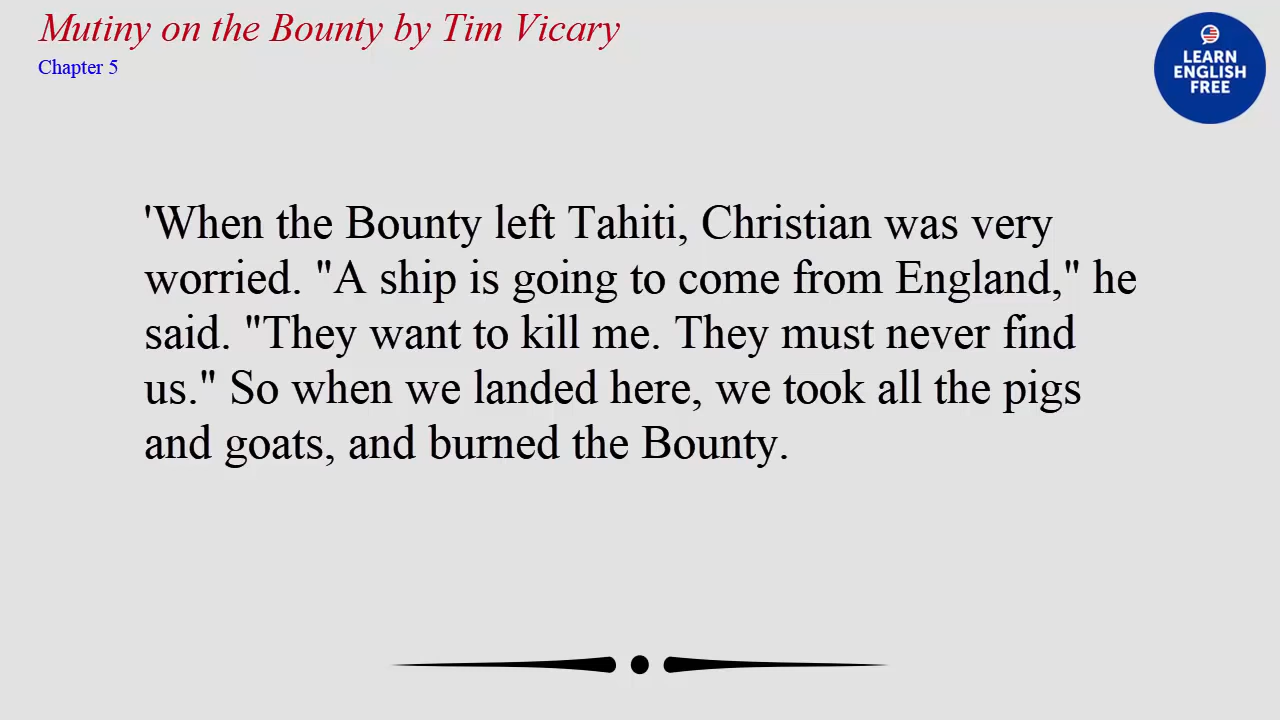 Mutiny on the Bounty by Tim Vicary
Chapter 5
LEARN
ENGLISH
FREE
'When the Bounty left Tahiti, Christian was very
worried. "A ship is going to come from England," he
said. "They want to kill me. They must never find
us." So when we landed here, we took all the pigs
and goats, and burned the Bounty.